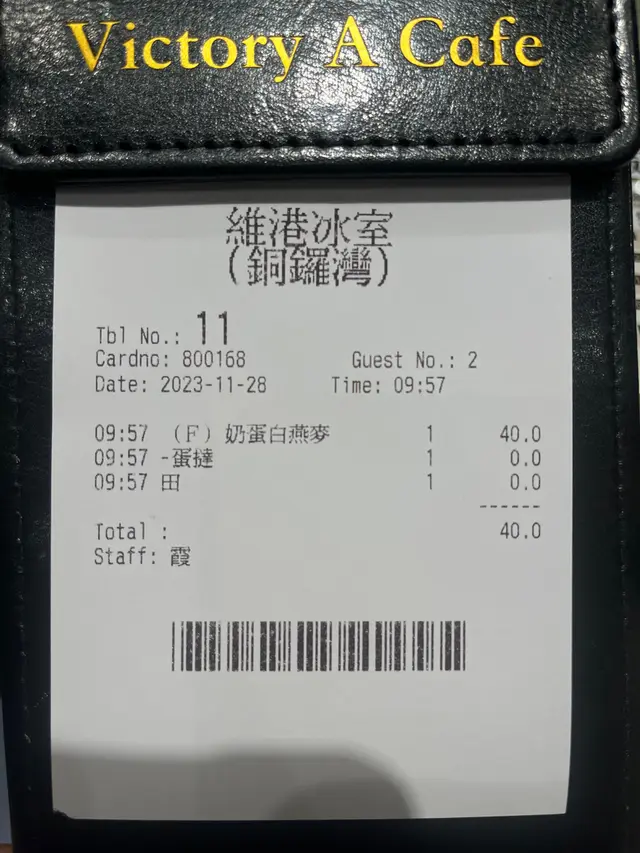 Victory A Cafe
維港冰室
(銅鑼灣)
Tbl No.: 11
Cardno: 800168 Guest No.: 2
Date: 2023-11-28 Time: 09:57
09:57 (F) 奶蛋白燕麥 1 40.0
09:57 -蛋撻 1 0.0
09:57 田 1 0.0
------
Total : 40.0
Staff: 霞